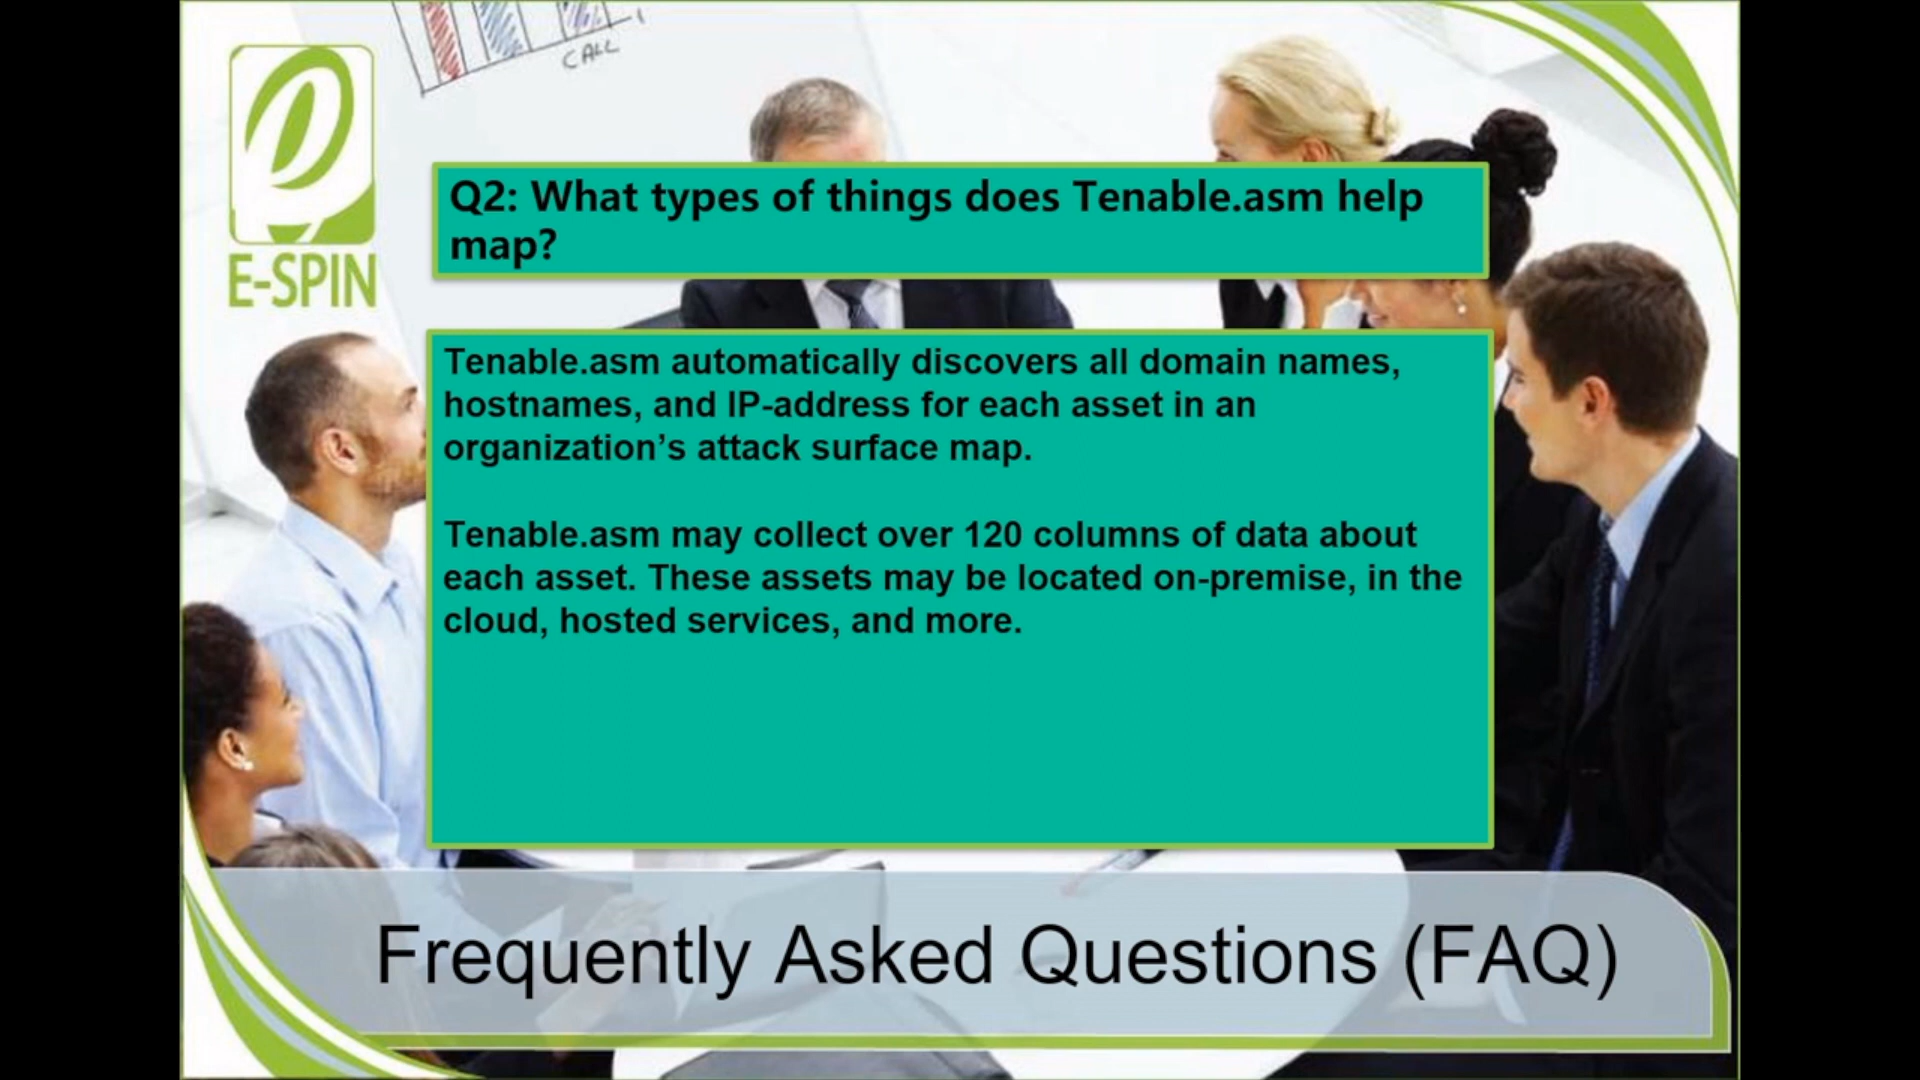 CALL
E-SPIN
Q2: What types of things does Tenable.asm help
map?
Tenable.asm automatically discovers all domain names,
hostnames, and IP-address for each asset in an
organization’s attack surface map.
Tenable.asm may collect over 120 columns of data about
each asset. These assets may be located on-premise, in the
cloud, hosted services, and more.
Frequently Asked Questions (FAQ)